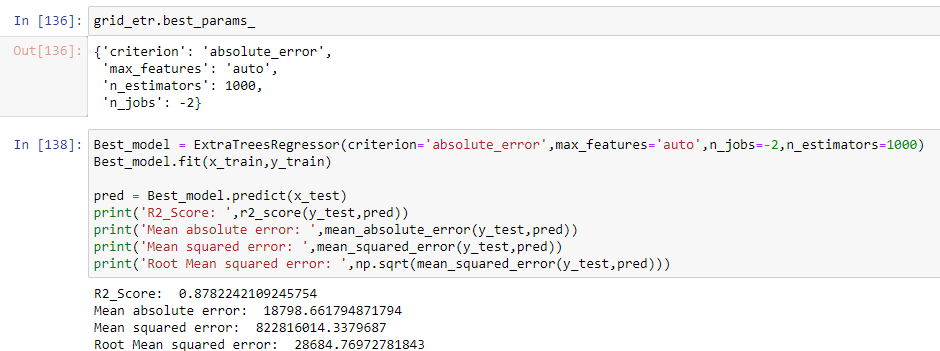 In [136]: grid_etr.best_params_
Out[136]: {'criterion': 'absolute_error',
'max_features': 'auto',
'n_estimators': 1000,
'n_jobs': -2}
In [138]: Best_model = ExtraTreesRegressor(criterion='absolute_error',max_features='auto',n_jobs=-2,n_estimators=1000)
Best_model.fit(x_train,y_train)
pred = Best_model.predict(x_test)
print('R2_Score: ',r2_score(y_test,pred))
print('Mean absolute error: ',mean_absolute_error(y_test,pred))
print('Mean squared error: ',mean_squared_error(y_test,pred))
print('Root Mean squared error: ',np.sqrt(mean_squared_error(y_test,pred)))
R2_Score:  0.8782242109245754
Mean absolute error:  18798.661794871794
Mean squared error:  822816014.3379687
Root Mean squared error:  28684.76972781843